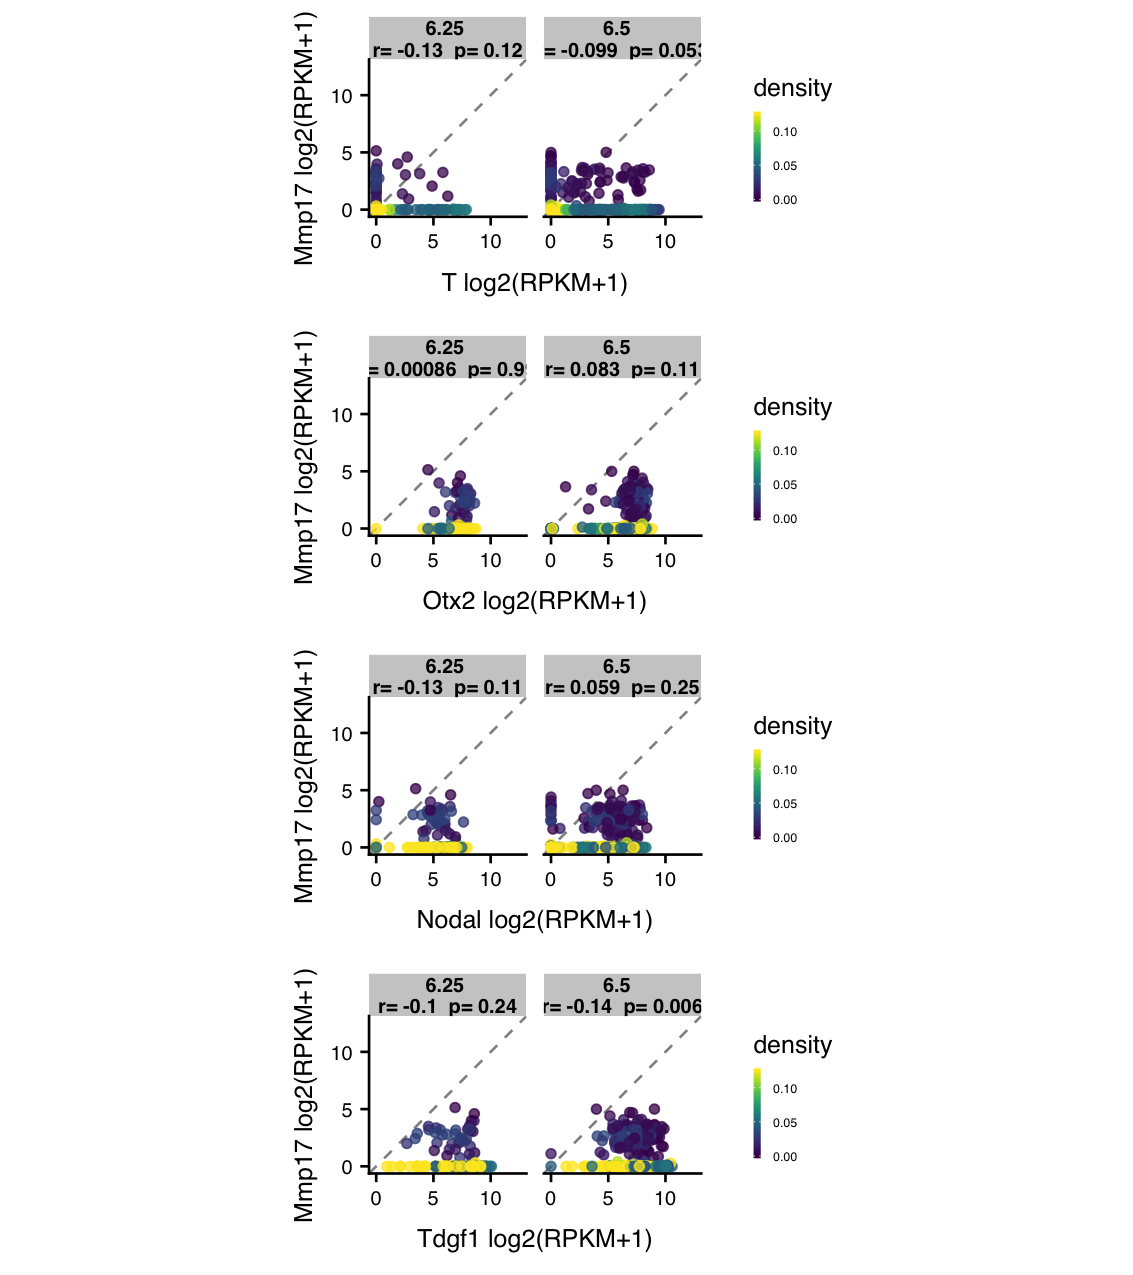 6.25
r= -0.13 p= 0.12
6.5
= -0.099 p= 0.053
Mmp17 log2(RPKM+1)
10
5
0
0 5 10
0 5 10
T log2(RPKM+1)
density
0.10
0.05
0.00
6.25
= 0.00086 p= 0.9
6.5
r= 0.083 p= 0.11
Mmp17 log2(RPKM+1)
10
5
0
0 5 10
0 5 10
Otx2 log2(RPKM+1)
density
0.10
0.05
0.00
6.25
r= -0.13 p= 0.11
6.5
r= 0.059 p= 0.25
Mmp17 log2(RPKM+1)
10
5
0
0 5 10
0 5 10
Nodal log2(RPKM+1)
density
0.10
0.05
0.00
6.25
r= -0.1 p= 0.24
6.5
r= -0.14 p= 0.006
Mmp17 log2(RPKM+1)
10
5
0
0 5 10
0 5 10
Tdgf1 log2(RPKM+1)
density
0.10
0.05
0.00